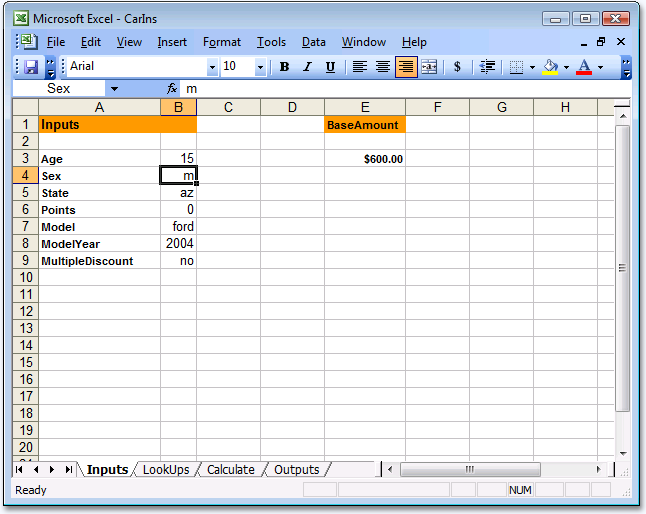 Microsoft Excel - CarIns
File Edit View Insert Format Tools Data Window Help
Arial 10 B I U $ A
Sex fx m
A B C D E F G H
1 Inputs BaseAmount
2
3 Age 15 $600.00
4 Sex m
5 State az
6 Points 0
7 Model ford
8 ModelYear 2004
9 MultipleDiscount no
10
11
12
13
14
15
16
17
18
19
20
Inputs LookUps Calculate Outputs
Ready NUM